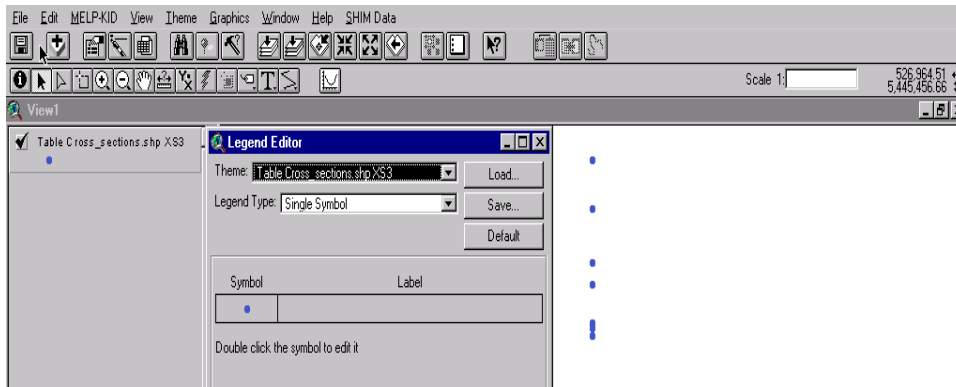 File Edit MELP-KID View Theme Graphics Window Help SHIM Data
Scale 1:
526,964.51
5,445,456.66
View1
Table Cross_sections.shp XS3
Legend Editor
Theme: Table Cross_sections.shp XS3
Load...
Legend Type: Single Symbol
Save...
Default
Symbol Label
Double click the symbol to edit it